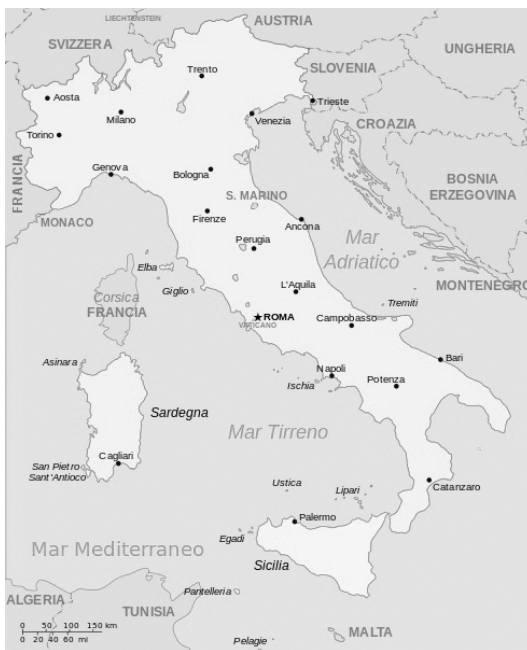 LIECHTENSTEIN
AUSTRIA
SVIZZERA
UNGHERIA
Trento
SLOVENIA
Aosta
Trieste
Milano
Venezia
CROAZIA
Torino
FRANCIA
Genova
Bologna
BOSNIA
ERZEGOVINA
S. MARINO
MONACO
Firenze
Ancona
Perugia
Mar
Adriatico
Elba
MONTENEGRO
L'Aquila
Giglio
Corsica
FRANCIA
Tremiti
ROMA
VATICANO
Campobasso
Asinara
Bari
Napoli
Ischia
Potenza
Sardegna
Mar Tirreno
Cagliari
San Pietro
Sant'Antioco
Ustica
Lipari
Catanzaro
Palermo
Egadi
Mar Mediterraneo
Sicilia
Pantelleria
ALGERIA
TUNISIA
0 50 100 150 km
0 20 40 60 mi
Pelagie
MALTA